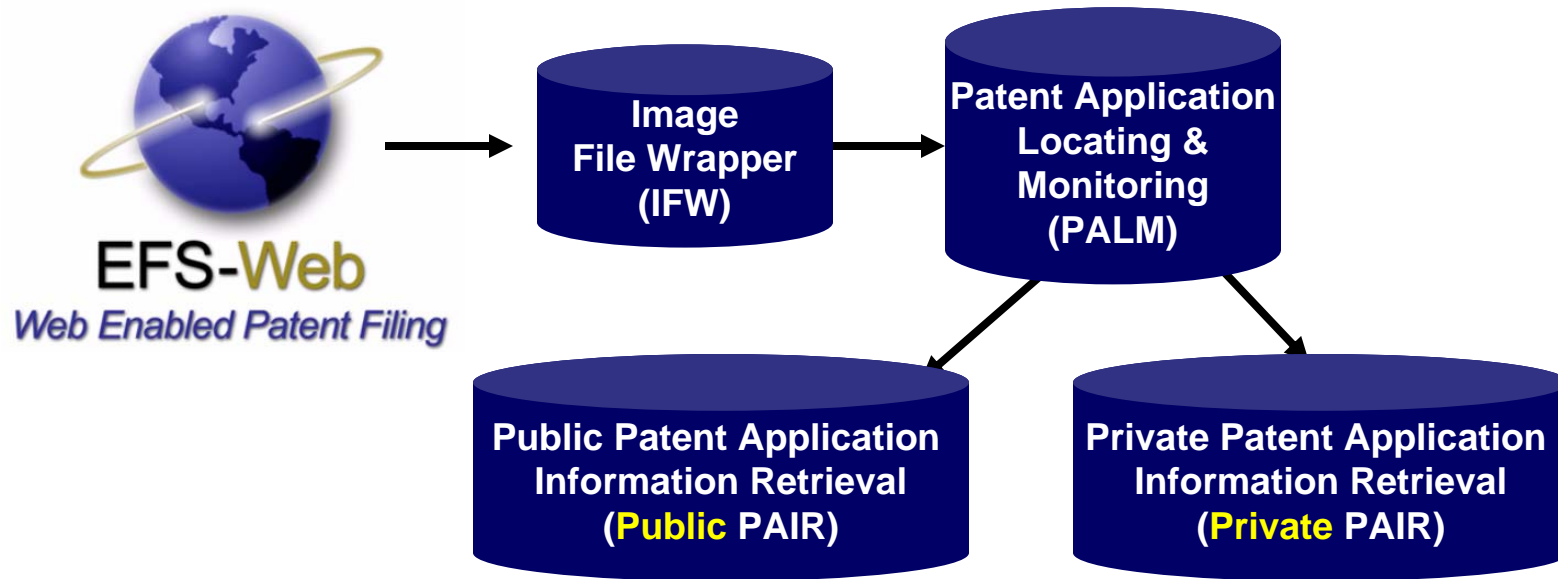 EFS-Web
Web Enabled Patent Filing
Image
File Wrapper
(IFW)
Patent Application
Locating &
Monitoring
(PALM)
Public Patent Application
Information Retrieval
(Public PAIR)
Private Patent Application
Information Retrieval
(Private PAIR)